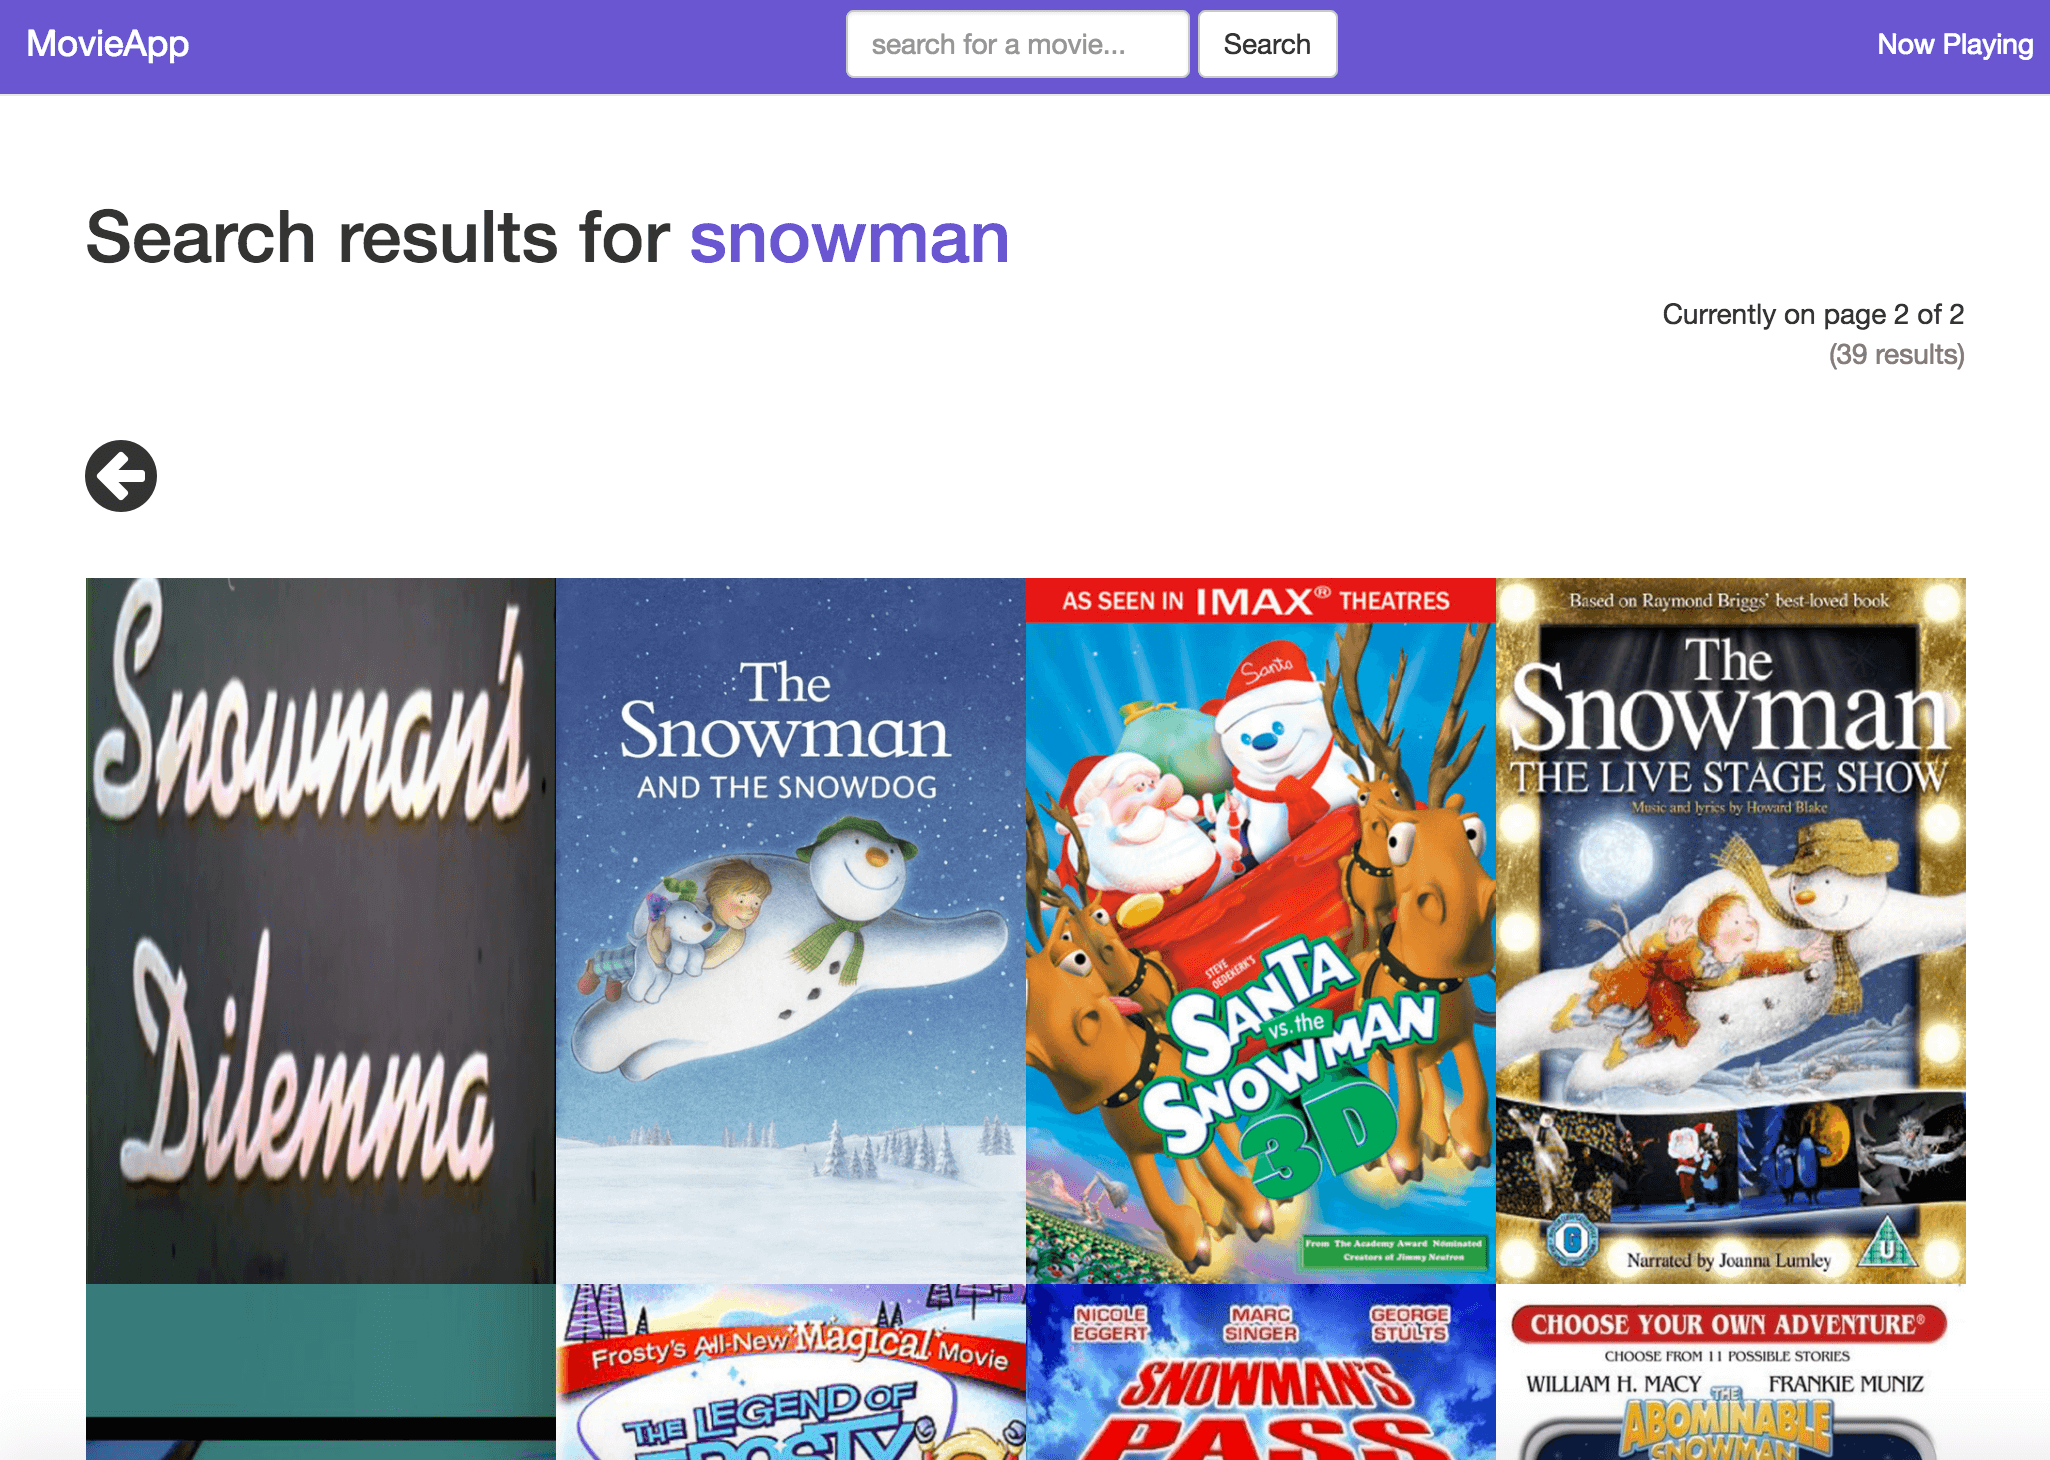 MovieApp
search for a movie...
Search
Now Playing
Search results for snowman
Currently on page 2 of 2
(39 results)
Snowman's
Dilemma
The
Snowman
AND THE SNOWDOG
AS SEEN IN IMAX® THEATRES
Santa
STEVE
OEDEKERK'S
SANTA
vs. the
SNOWMAN
3D
From The Academy Award Nominated
Creators of Jimmy Neutron
Based on Raymond Briggs' best-loved book
The
Snowman
THE LIVE STAGE SHOW
Music and lyrics by Howard Blake
G
Narrated by Joanna Lumley
U
Frosty's All-New Magical Movie
THE LEGEND OF
FROSTY
NICOLE
EGGERT
MARC
SINGER
GEORGE
STULTS
SNOWMAN'S
PASS
CHOOSE YOUR OWN ADVENTURE®
CHOOSE FROM 11 POSSIBLE STORIES
WILLIAM H. MACY
FRANKIE MUNIZ
THE
ABOMINABLE
SNOWMAN